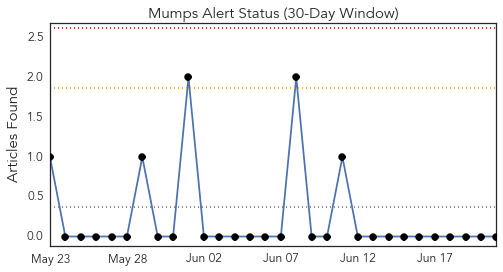 Mumps Alert Status (30-Day Window)
Articles Found
2.5
2.0
1.5
1.0
0.5
0.0
May 23 May 28 Jun 02 Jun 07 Jun 12 Jun 17